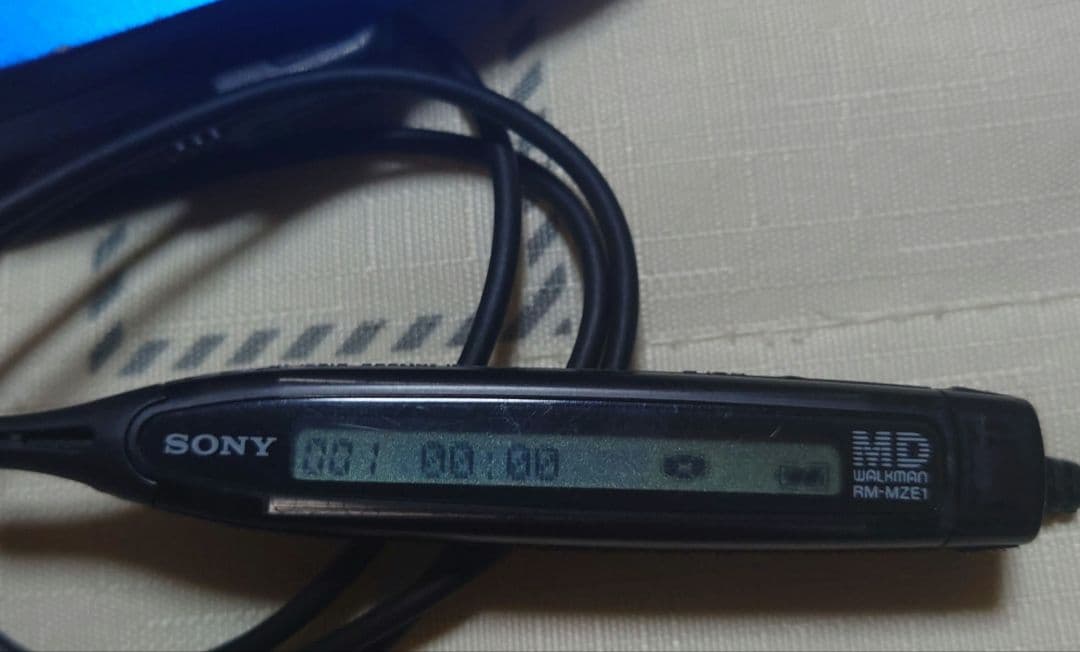 SONY
001 00:00
MD
WALKMAN
RM-MZE1